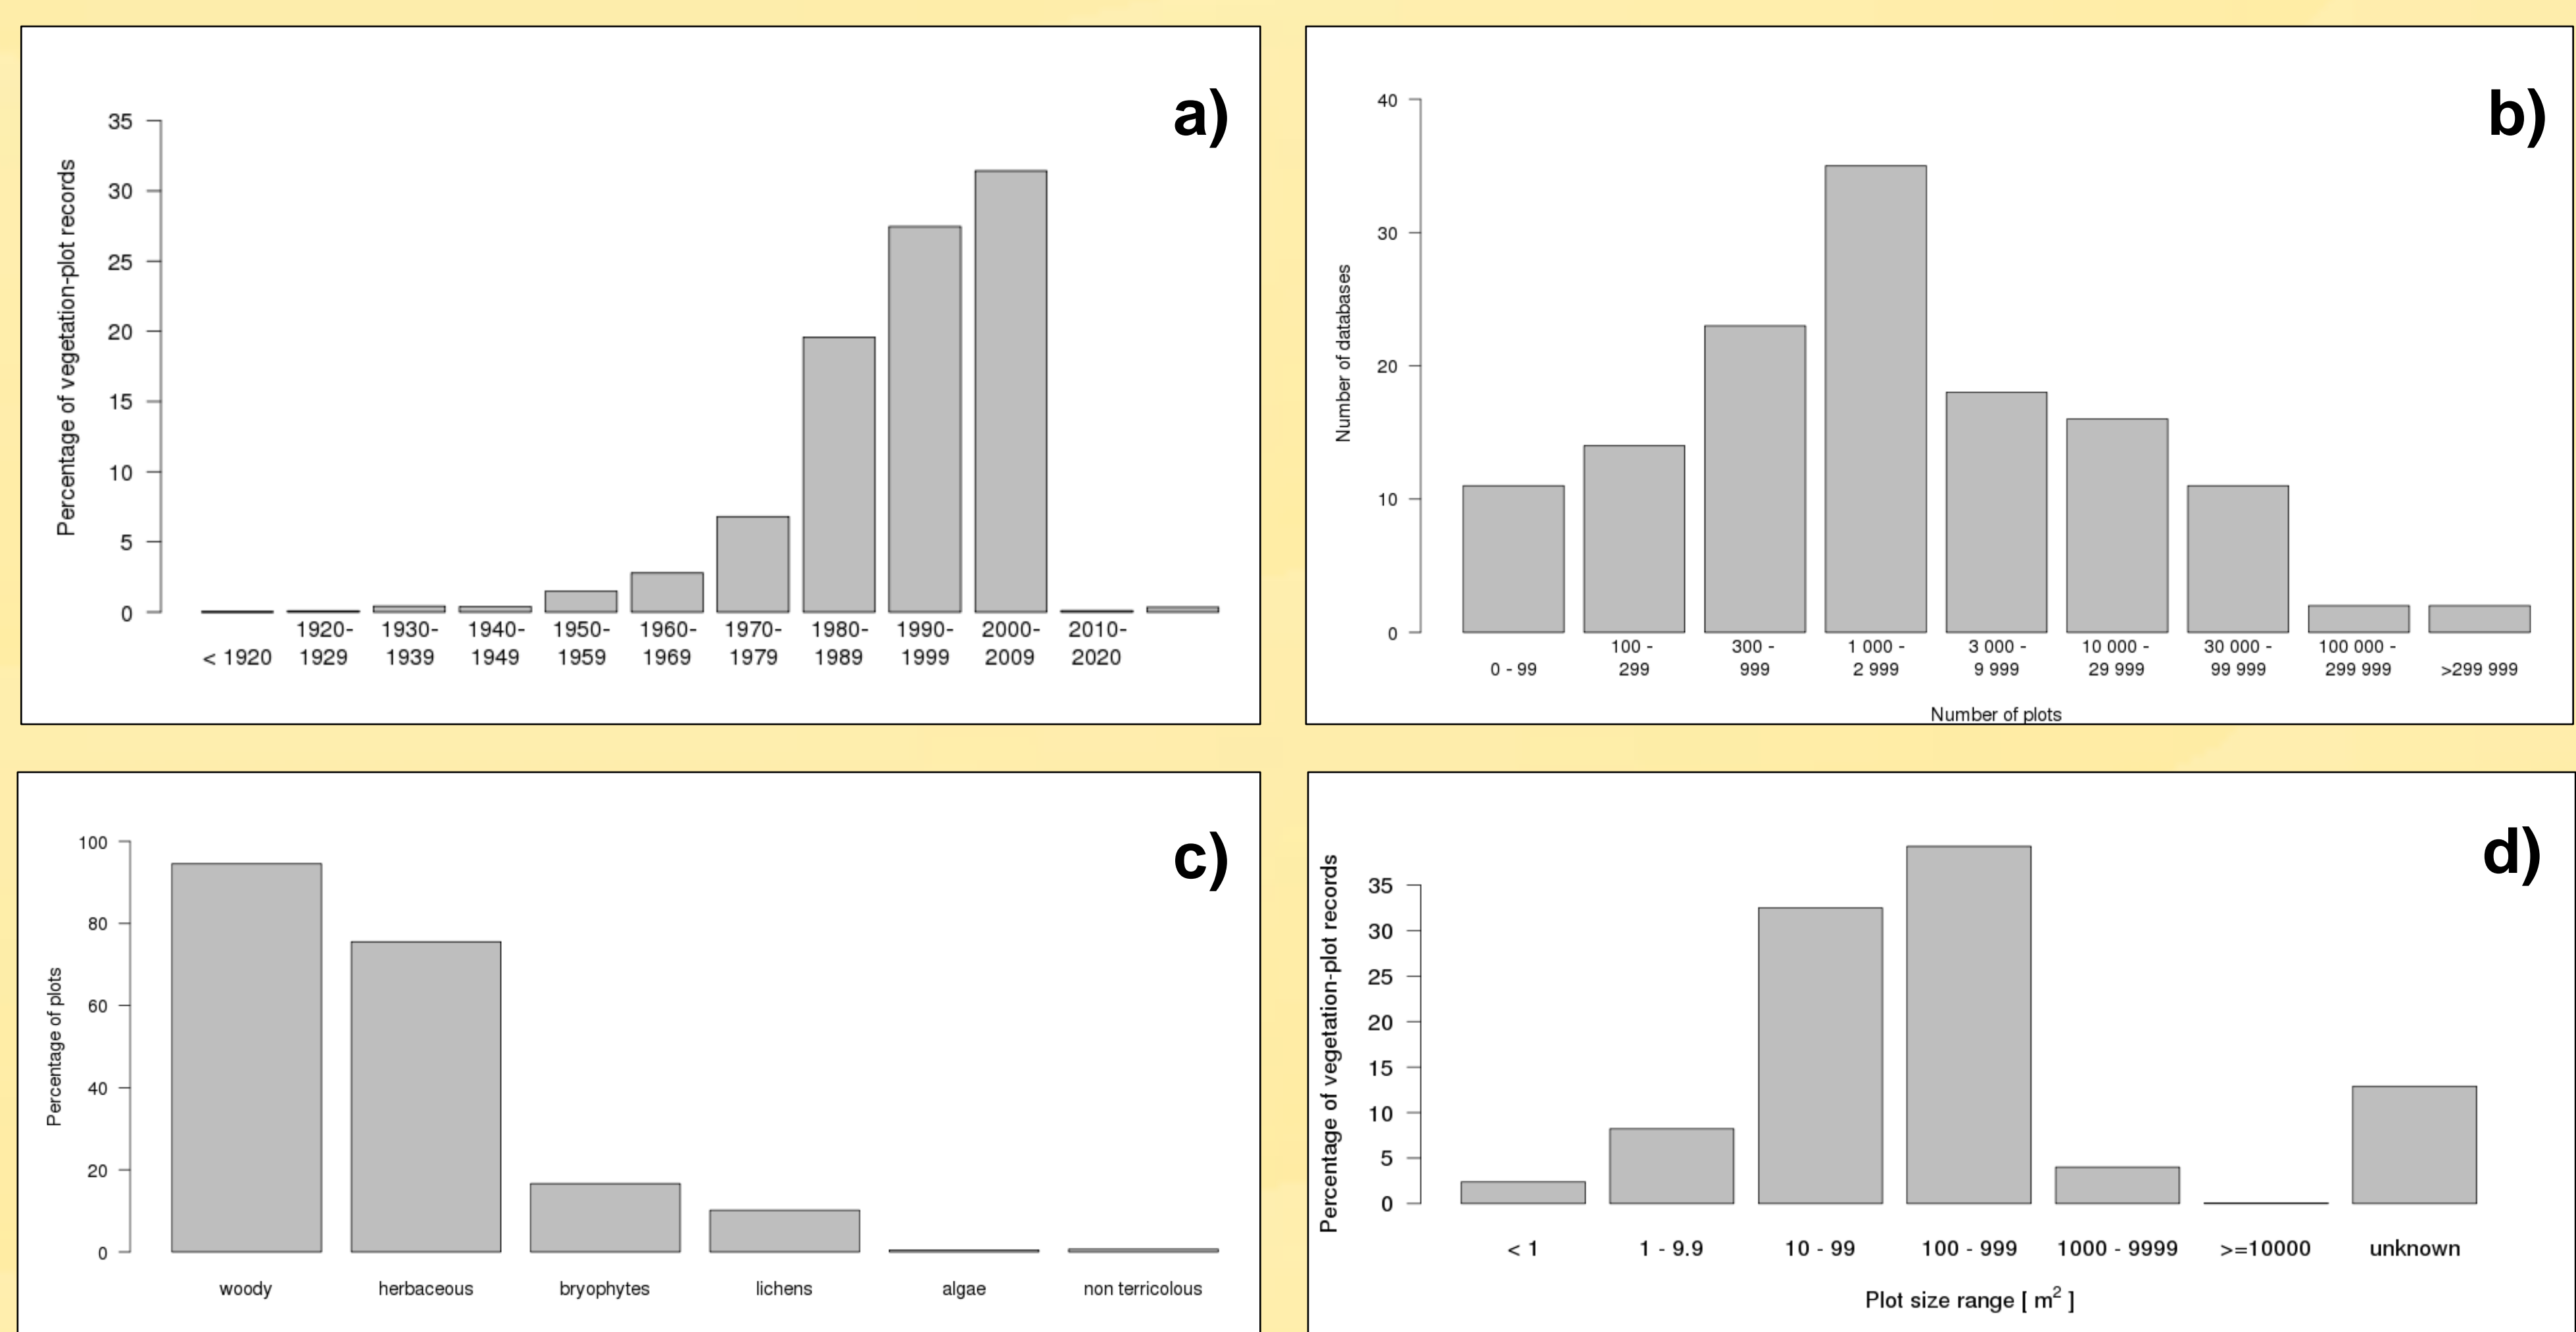 a)
Percentage of vegetation-plot records
35
30
25
20
15
10
5
0
< 1920
1920-
1929
1930-
1939
1940-
1949
1950-
1959
1960-
1969
1970-
1979
1980-
1989
1990-
1999
2000-
2009
2010-
2020
b)
Number of databases
40
30
20
10
0
0 - 99
100 -
299
300 -
999
1 000 -
2 999
3 000 -
9 999
10 000 -
29 999
30 000 -
99 999
100 000 -
299 999
>299 999
Number of plots
c)
Percentage of plots
100
80
60
40
20
0
woody
herbaceous
bryophytes
lichens
algae
non terricolous
d)
Percentage of vegetation-plot records
35
30
25
20
15
10
5
0
< 1
1 - 9.9
10 - 99
100 - 999
1000 - 9999
>=10000
unknown
Plot size range [ m² ]